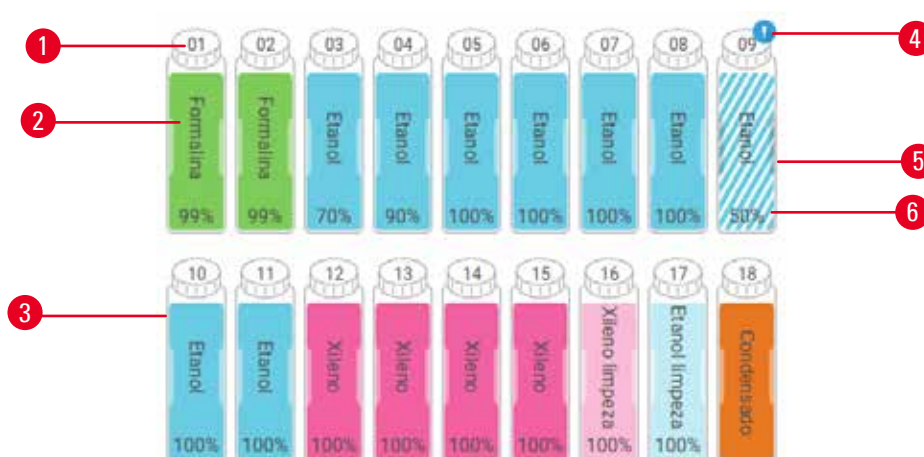 1
01 02 03 04 05 06 07 08 09
4
2
Formalina Formalina Etanol Etanol Etanol Etanol Etanol Etanol Etanol
5
99% 99% 70% 90% 100% 100% 100% 100% 50%
6
10 11 12 13 14 15 16 17 18
3
Etanol Etanol Xileno Xileno Xileno Xileno Xileno limpeza Etanol limpeza Condensado
100% 100% 100% 100% 100% 100% 100% 100%